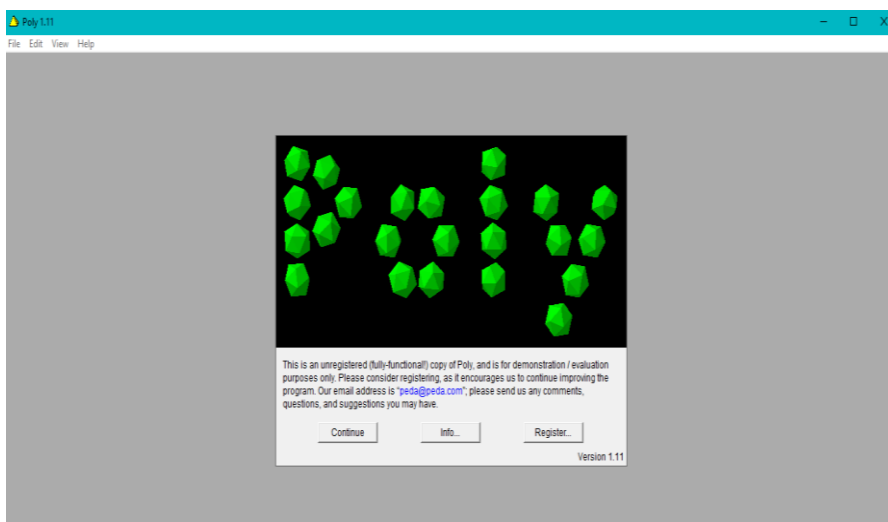 Poly 1.11
File Edit View Help
Poly
This is an unregistered (fully-functional!) copy of Poly, and is for demonstration / evaluation
purposes only. Please consider registering, as it encourages us to continue improving the
program. Our email address is "peda@peda.com"; please send us any comments,
questions, and suggestions you may have.
Continue Info... Register...
Version 1.11